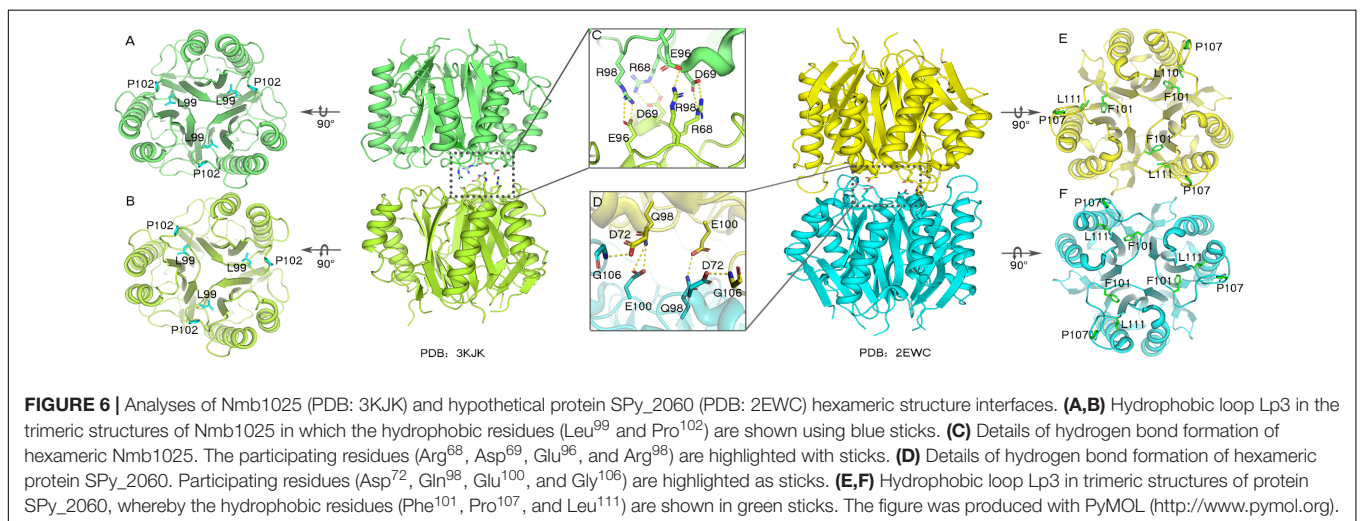 A
P102
P102
L99
L99
L99
P102
90°
B
P102
L99
L99
P102
L99
P102
90°
PDB: 3KJK
C
E96
R98
R68
D69
D69
R98
E96
R68
D
Q98
D72
E100
D72
G106
G106
E100
Q98
PDB: 2EWC
90°
E
P107
L110
L111
F101
F101
P107
F101
L111
P107
90°
F
P107
L111
F101
L111
F101
F101
P107
P107
L111
FIGURE 6 | Analyses of Nmb1025 (PDB: 3KJK) and hypothetical protein SPy_2060 (PDB: 2EWC) hexameric structure interfaces. (A,B) Hydrophobic loop Lp3 in the
trimeric structures of Nmb1025 in which the hydrophobic residues (Leu99 and Pro102) are shown using blue sticks. (C) Details of hydrogen bond formation of
hexameric Nmb1025. The participating residues (Arg68, Asp69, Glu96, and Arg98) are highlighted with sticks. (D) Details of hydrogen bond formation of hexameric
protein SPy_2060. Participating residues (Asp72, Gln98, Glu100, and Gly106) are highlighted as sticks. (E,F) Hydrophobic loop Lp3 in trimeric structures of protein
SPy_2060, whereby the hydrophobic residues (Phe101, Pro107, and Leu111) are shown in green sticks. The figure was produced with PyMOL (http://www.pymol.org).